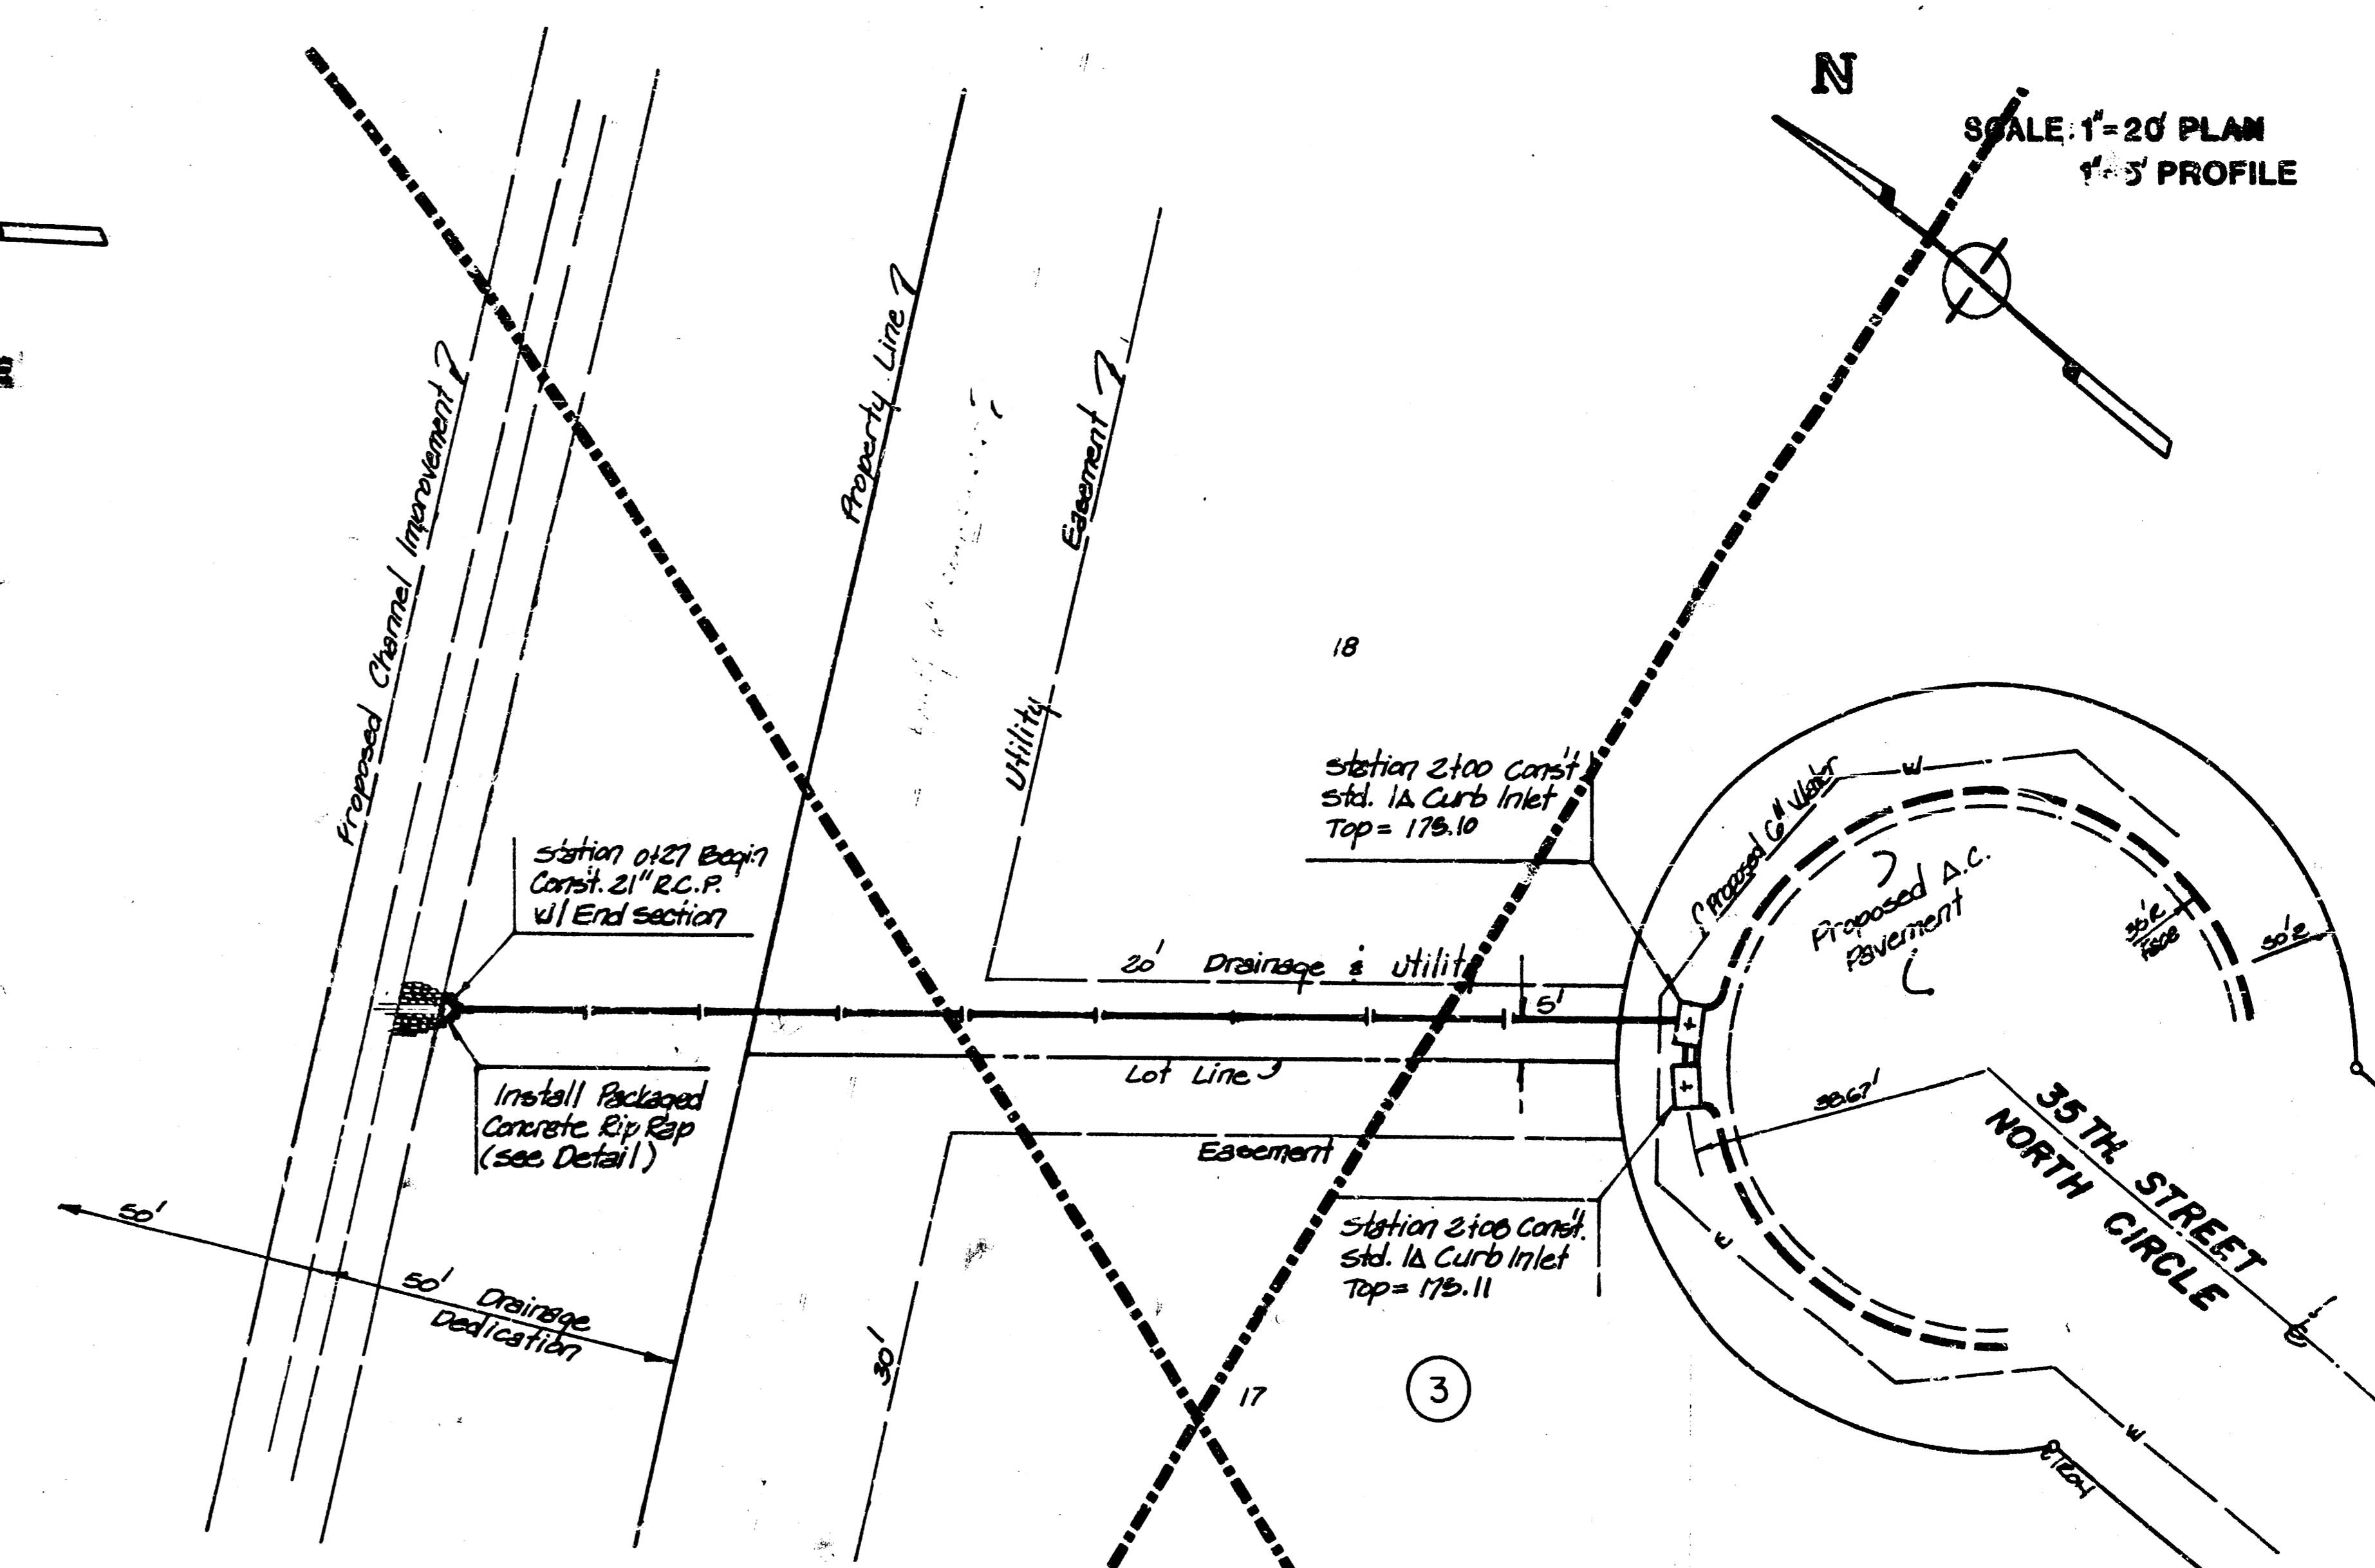 N
SCALE: 1"=20' PLAN
1"=5' PROFILE
Proposed Channel Improvement
Property Line
Utility Easement
18
Station 2+00 Const.
Std. 1A Curb Inlet
Top = 175.10
Station 0+27 Begin
Const. 21" R.C.P.
w/ End Section
Proposed 6" Water
W
Proposed A.C.
Pavement
50' R
20' Drainage & Utility
5'
Lot Line
Install Packaged
Concrete Rip Rap
(See Detail)
Easement
38.67'
35TH. STREET
NORTH CIRCLE
Station 2+08 Const.
Std. 1A Curb Inlet
Top = 175.11
50'
50' Drainage
Dedication
30'
17
3
W
W